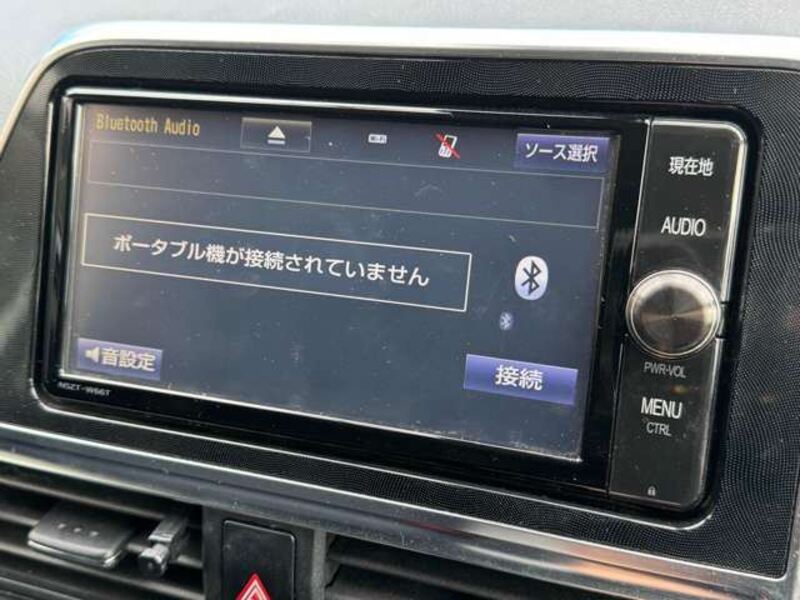 Bluetooth Audio
Wi-Fi
ソース選択
ポータブル機が接続されていません
音設定
接続
NSZT-W66T
現在地
AUDIO
PWR·VOL
MENU
CTRL